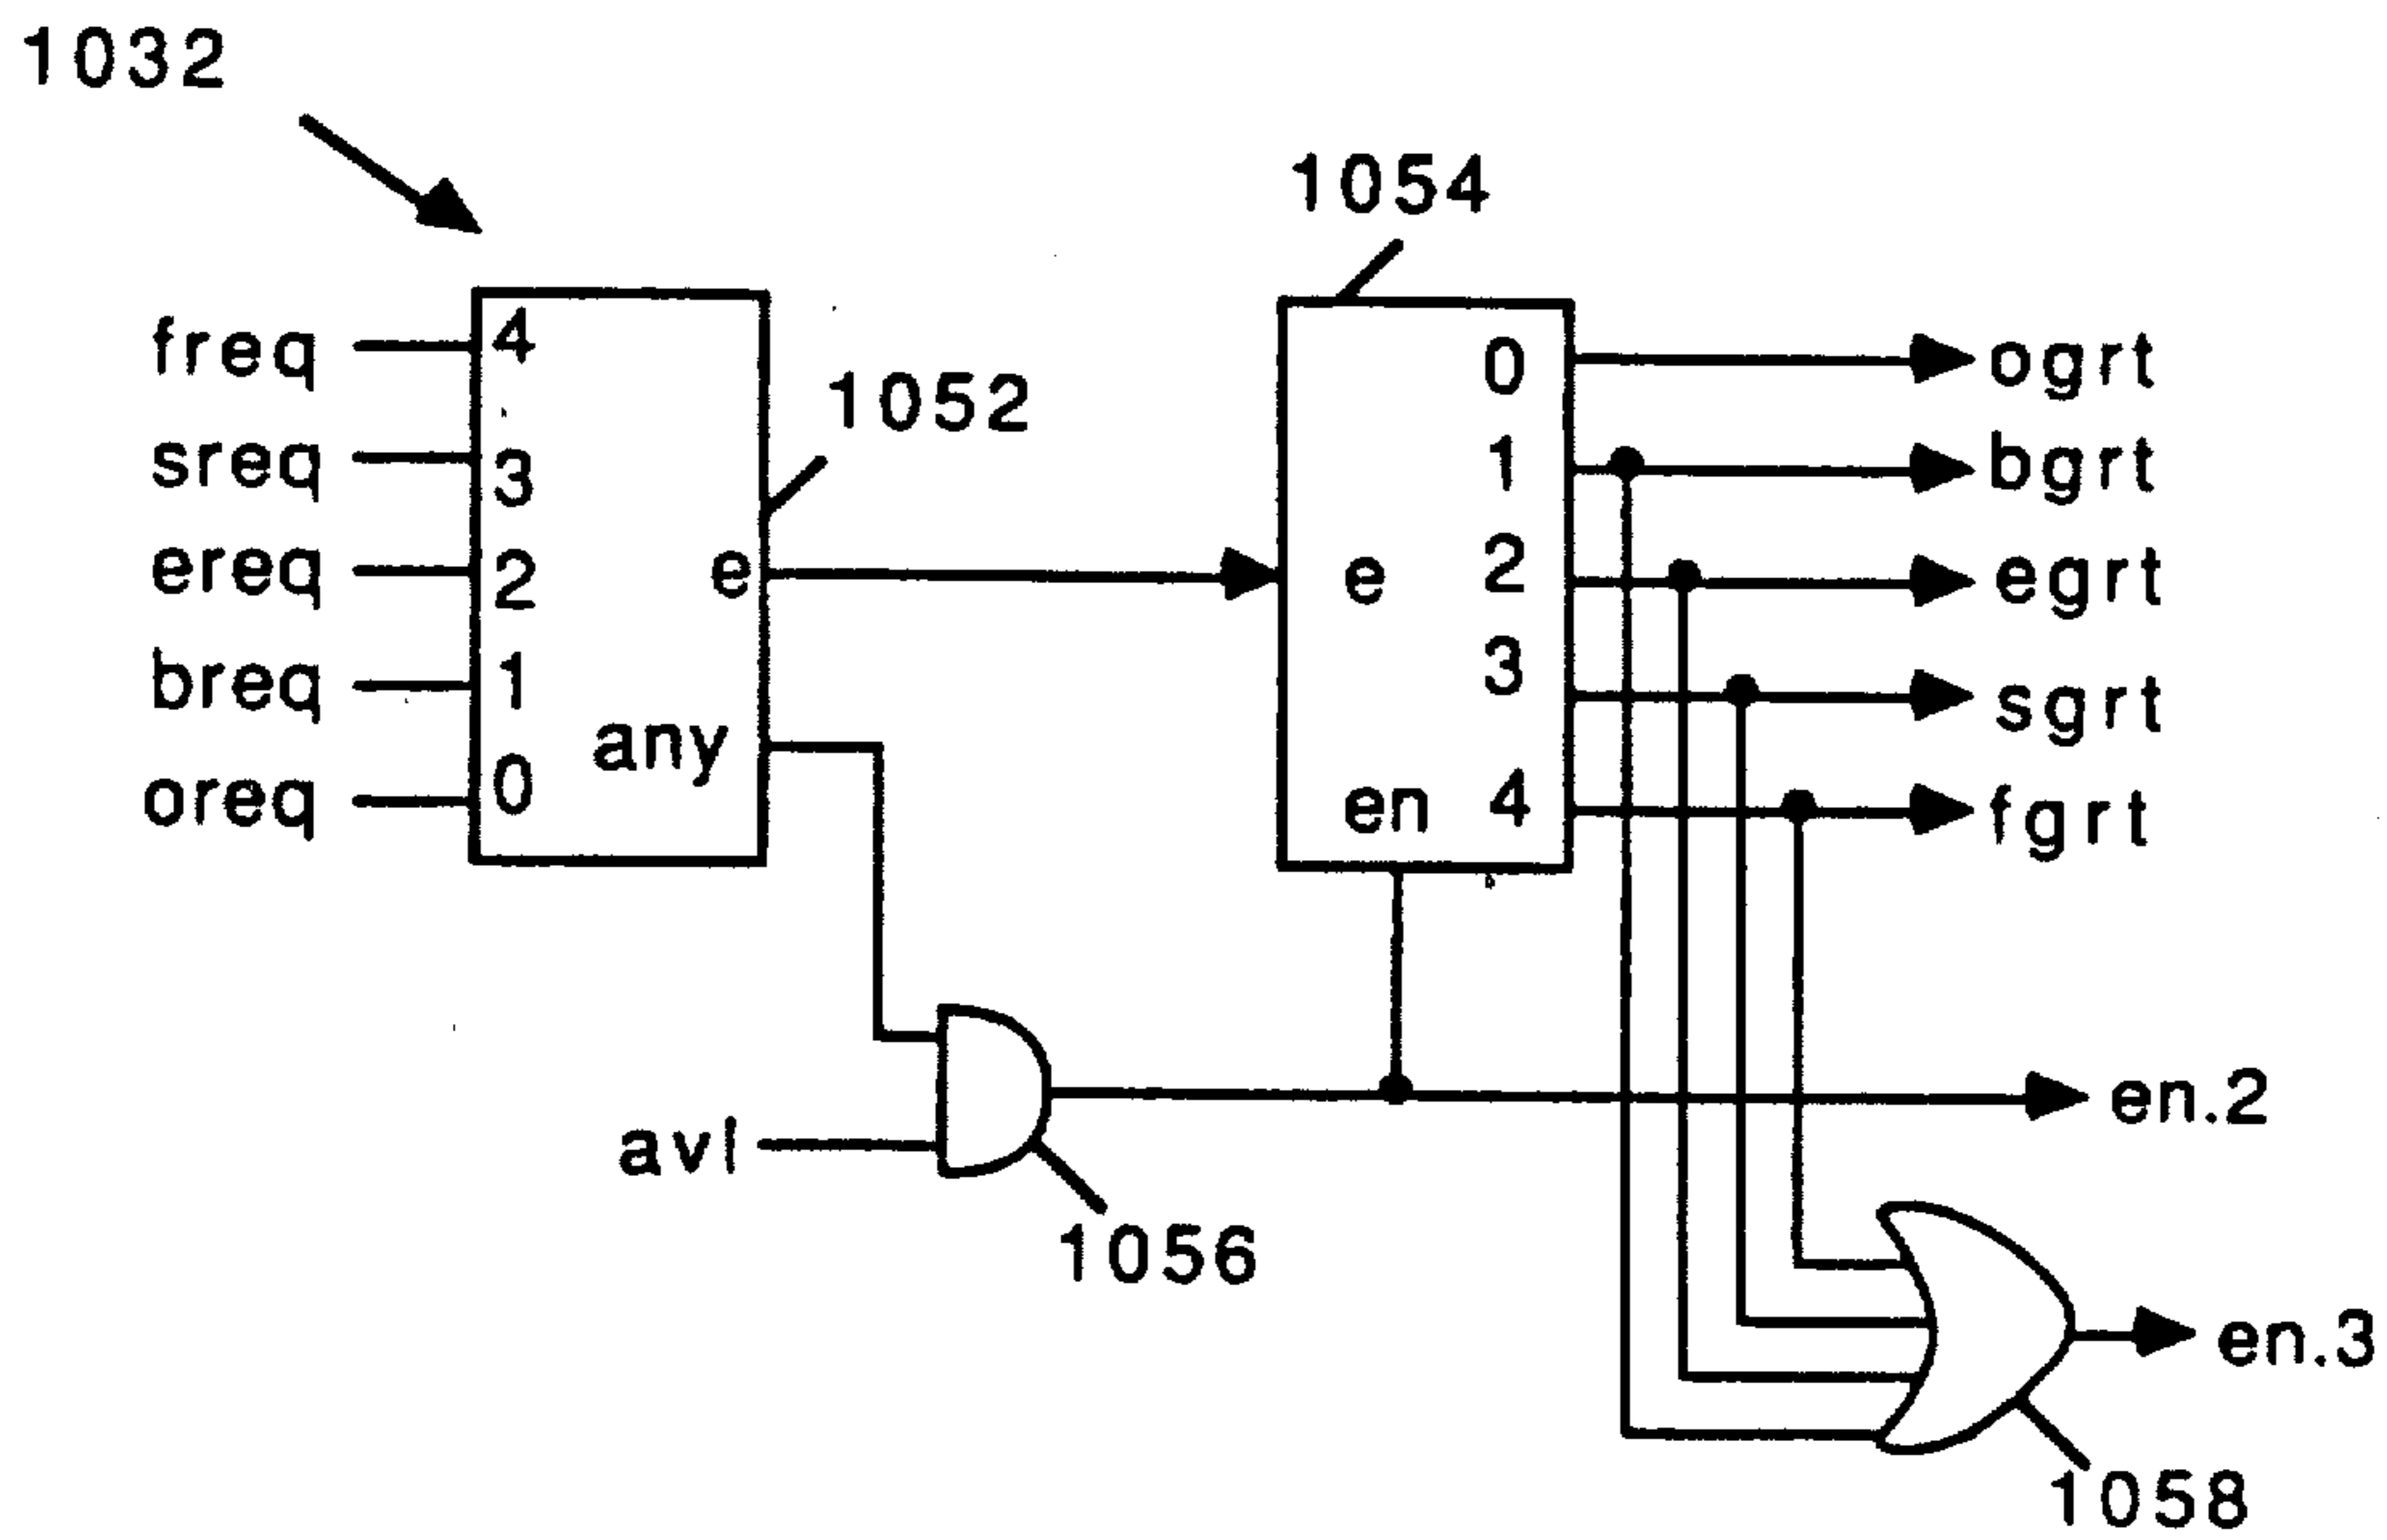 1032
1054
freq
4
0
ogrt
1052
sreq
3
1
bgrt
ereq
2
e
e
2
egrt
breq
1
3
sgrt
any
oreq
0
en
4
fgrt
en.2
avl
1056
en.3
1058